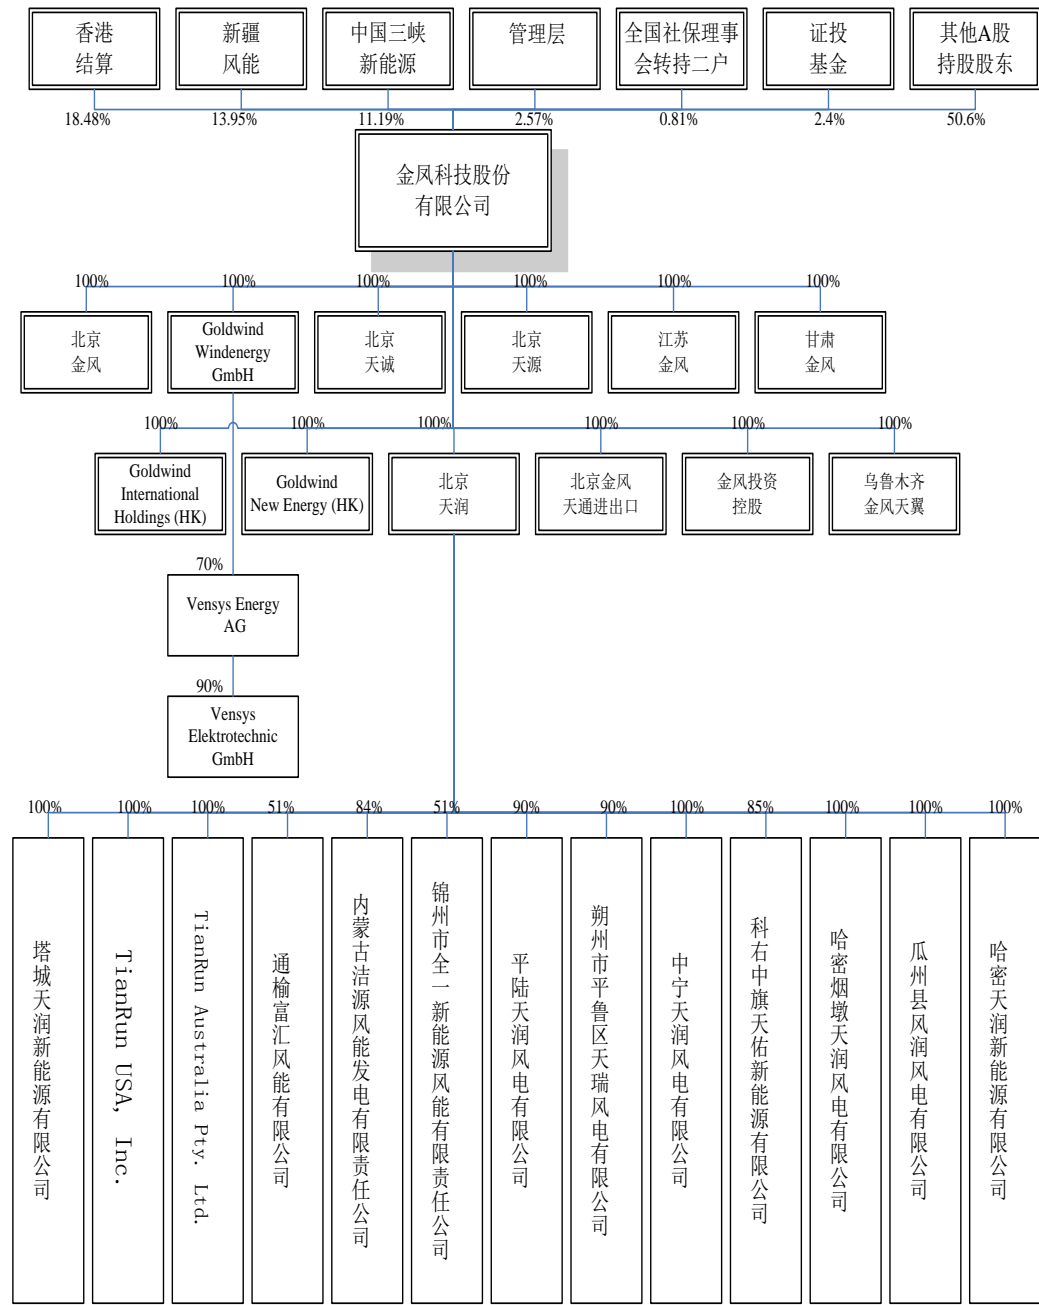 香港
结算
新疆
风能
中国三峡
新能源
管理层
全国社保理事
会转持二户
证投
基金
其他A股
持股股东
18.48%
13.95%
11.19%
2.57%
0.81%
2.4%
50.6%
金风科技股份
有限公司
100%
100%
100%
100%
100%
100%
北京
金风
Goldwind
Windenergy
GmbH
北京
天诚
北京
天源
江苏
金风
甘肃
金风
100%
100%
100%
100%
100%
100%
Goldwind
International
Holdings (HK)
Goldwind
New Energy (HK)
北京
天润
北京金风
天通进出口
金风投资
控股
乌鲁木齐
金风天翼
70%
Vensys Energy
AG
90%
Vensys
Elektrotechnic
GmbH
100%
100%
100%
51%
84%
51%
90%
90%
100%
85%
100%
100%
100%
塔城天润新能源有限公司
TianRun USA, Inc.
TianRun Australia Pty. Ltd.
通榆富汇风能有限公司
内蒙古洁源风能发电有限责任公司
锦州市全一新能源风能有限责任公司
平陆天润风电有限公司
朔州市平鲁区天瑞风电有限公司
中宁天润风电有限公司
科右中旗天佑新能源有限公司
哈密烟墩天润风电有限公司
瓜州县风润风电有限公司
哈密天润新能源有限公司